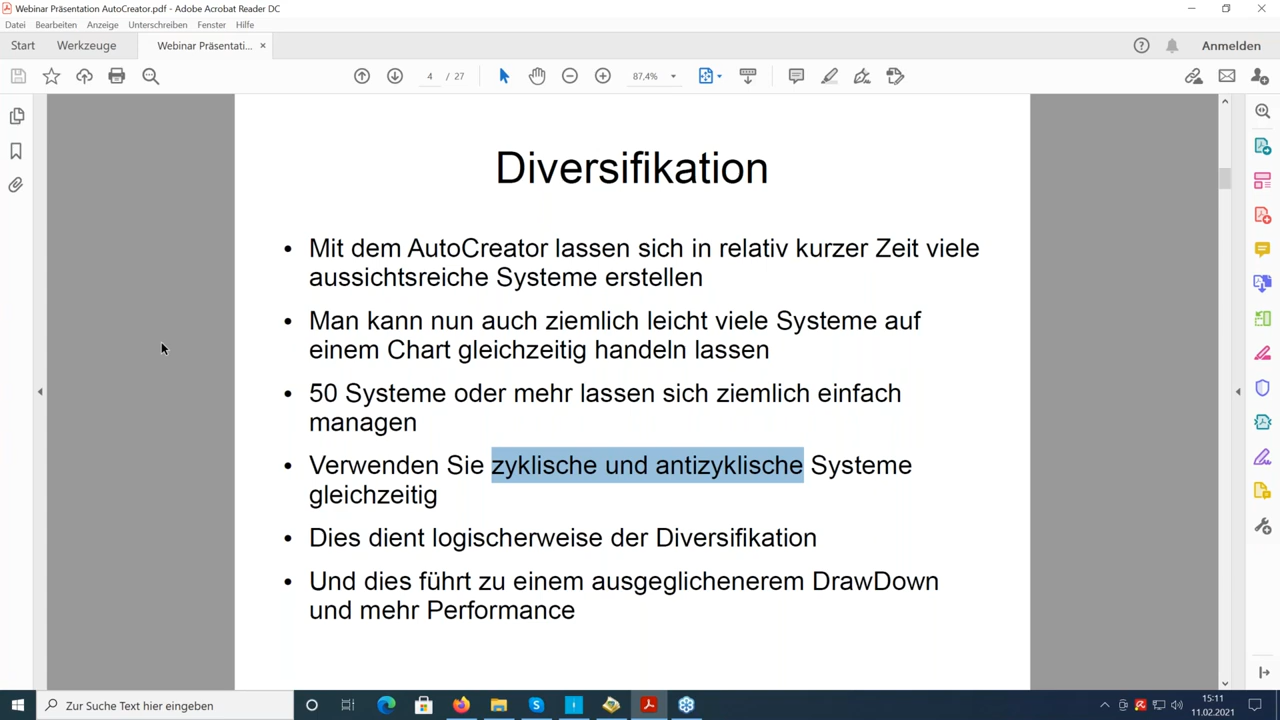 Webinar Präsentation AutoCreator.pdf - Adobe Acrobat Reader DC
Datei Bearbeiten Anzeige Unterschreiben Fenster Hilfe
Start Werkzeuge Webinar Präsentati... × Anmelden
4 / 27 87,4%
Diversifikation
• Mit dem AutoCreator lassen sich in relativ kurzer Zeit viele
aussichtsreiche Systeme erstellen
• Man kann nun auch ziemlich leicht viele Systeme auf
einem Chart gleichzeitig handeln lassen
• 50 Systeme oder mehr lassen sich ziemlich einfach
managen
• Verwenden Sie zyklische und antizyklische Systeme
gleichzeitig
• Dies dient logischerweise der Diversifikation
• Und dies führt zu einem ausgeglichenerem DrawDown
und mehr Performance
Zur Suche Text hier eingeben
15:11
11.02.2021